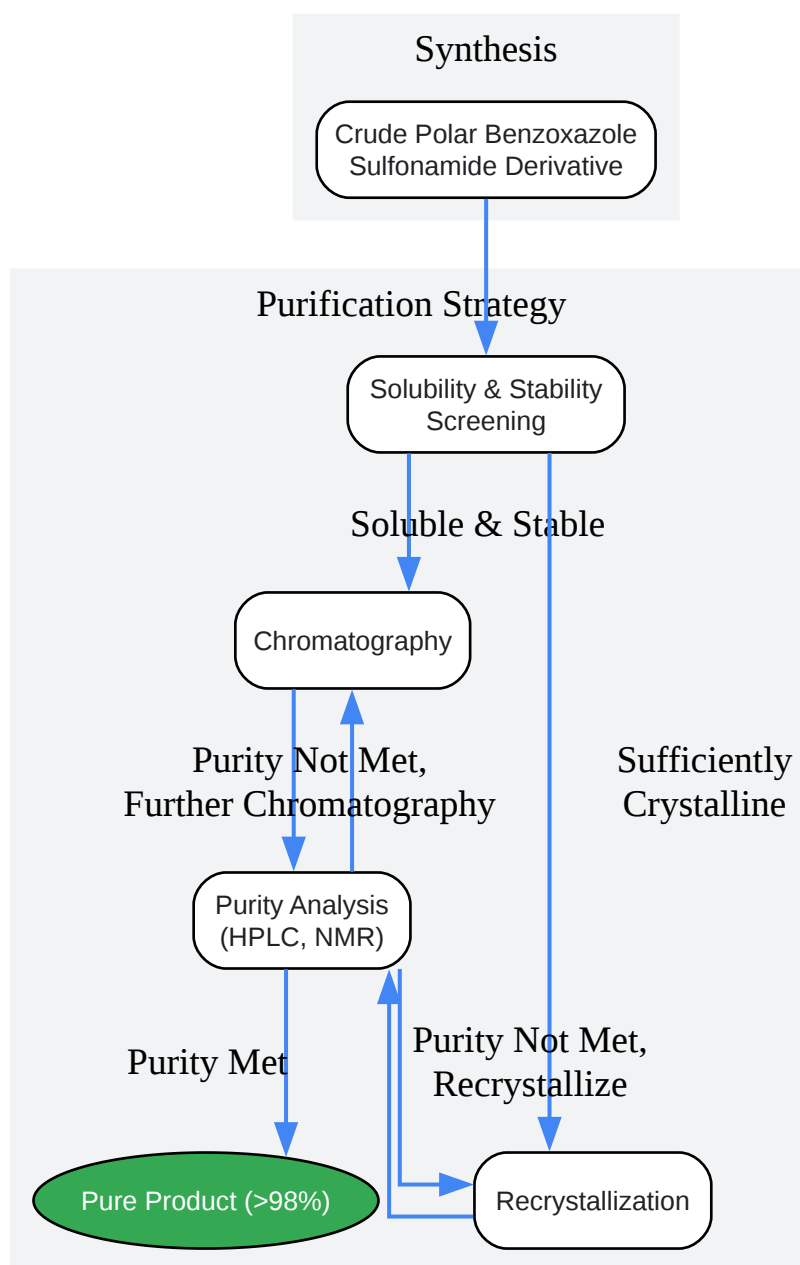 Synthesis
Crude Polar Benzoxazole
Sulfonamide Derivative
Purification Strategy
Solubility & Stability
Screening
Soluble & Stable
Chromatography
Purity Not Met,
Further Chromatography
Sufficiently
Crystalline
Purity Analysis
(HPLC, NMR)
Purity Met
Purity Not Met,
Recrystallize
Pure Product (>98%)
Recrystallization